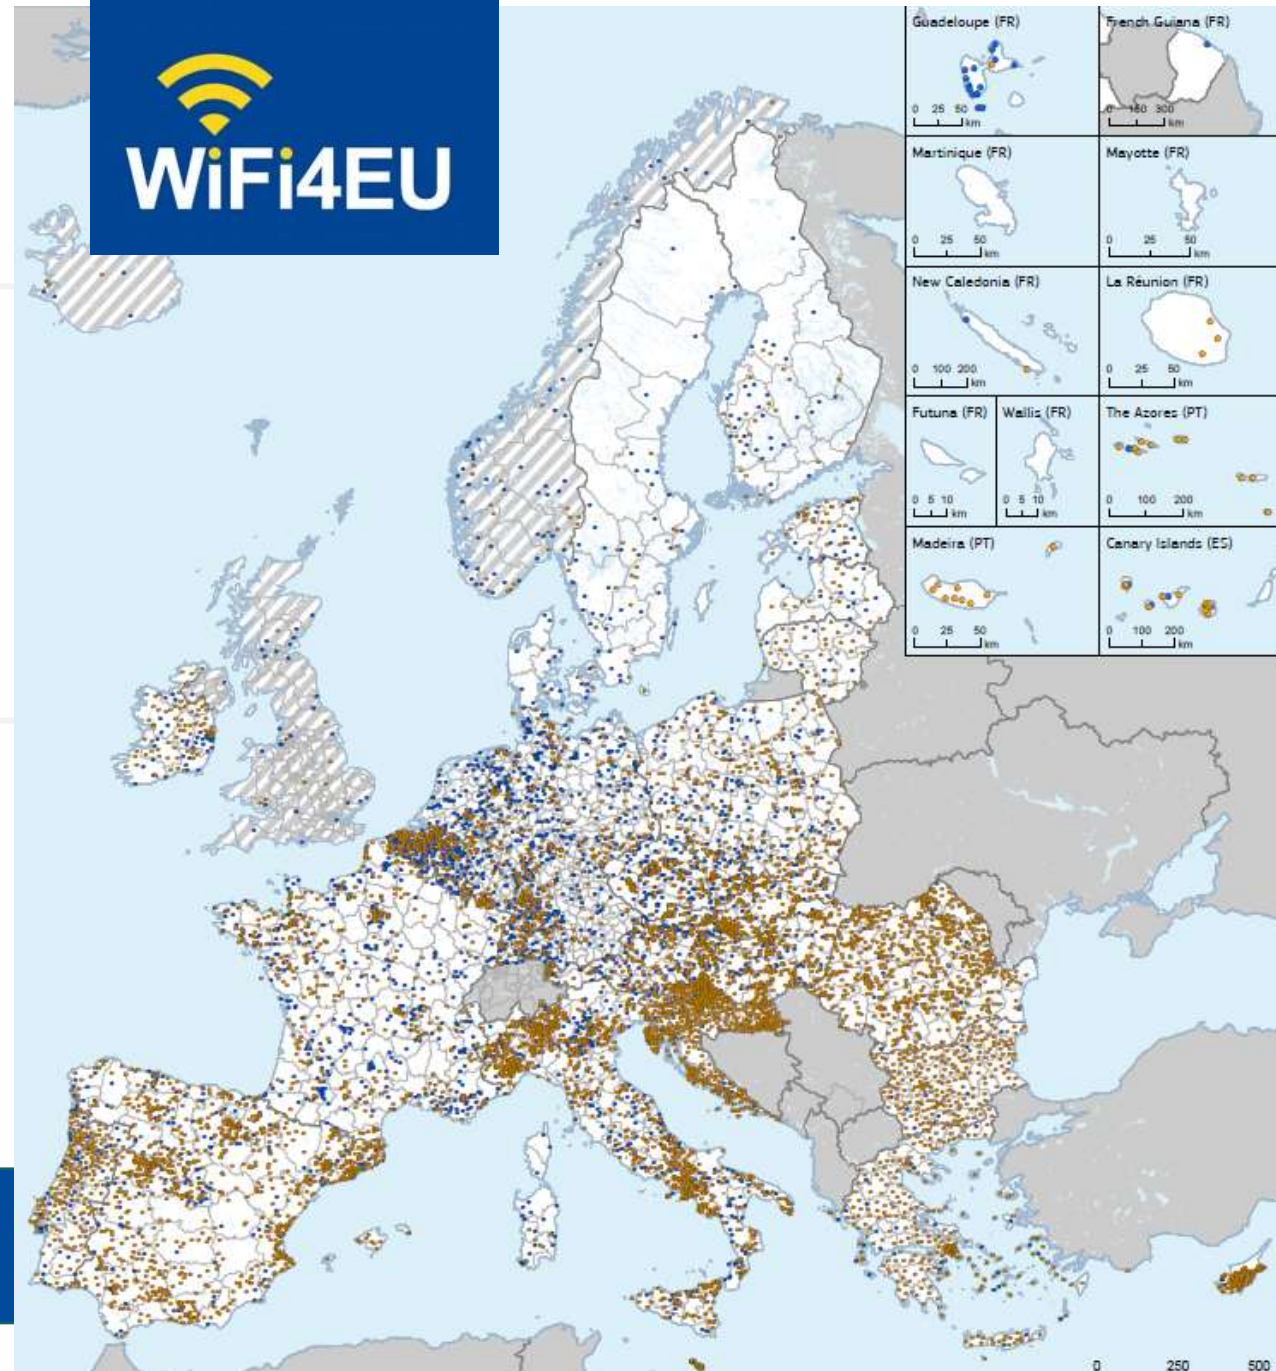 WiFi4EU
Guadeloupe (FR)
0 25 50
km
French Guiana (FR)
0 150 300
km
Martinique (FR)
0 25 50
km
Mayotte (FR)
0 25 50
km
New Caledonia (FR)
0 100 200
km
La Réunion (FR)
0 25 50
km
Futuna (FR)
0 5 10
km
Wallis (FR)
0 5 10
km
The Azores (PT)
0 100 200
km
Madeira (PT)
0 25 50
km
Canary Islands (ES)
0 100 200
km
0 250 500